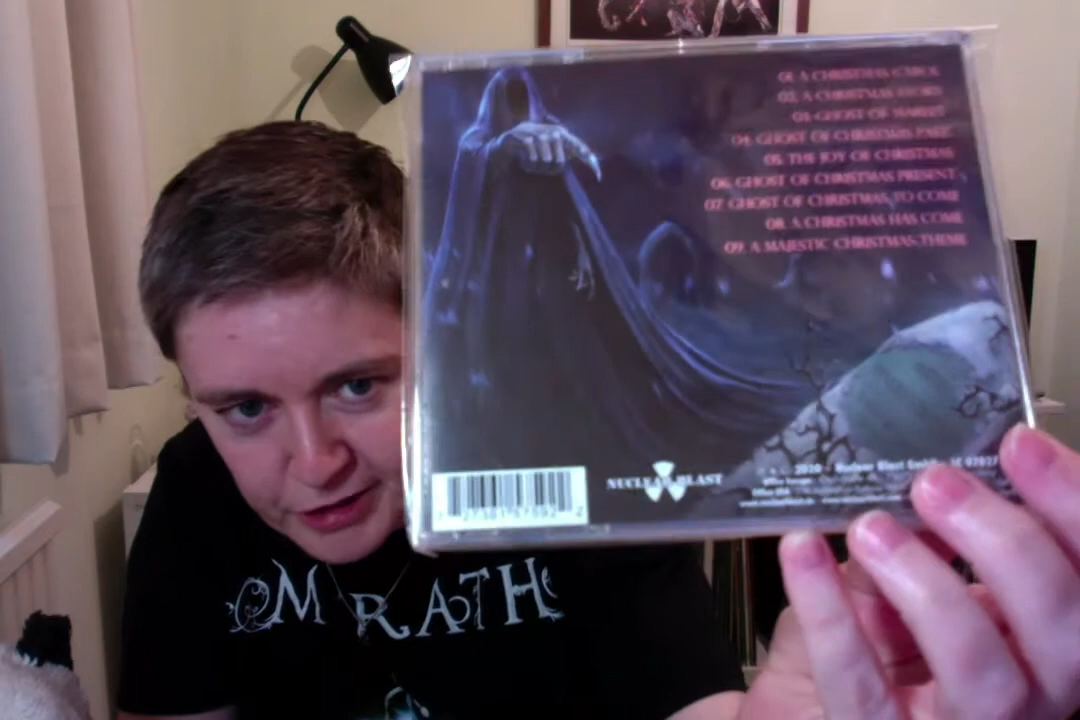 01. A CHRISTMAS CAROL
02. A CHRISTMAS STORY
03. GHOST OF MARLEY
04. GHOST OF CHRISTMAS PAST
05. THE JOY OF CHRISTMAS
06. GHOST OF CHRISTMAS PRESENT
07. GHOST OF CHRISTMAS TO COME
08. A CHRISTMAS HAS COME
09. A MAJESTIC CHRISTMAS THEME
NUCLEAR BLAST
2020 Nuclear Blast
OMRATH